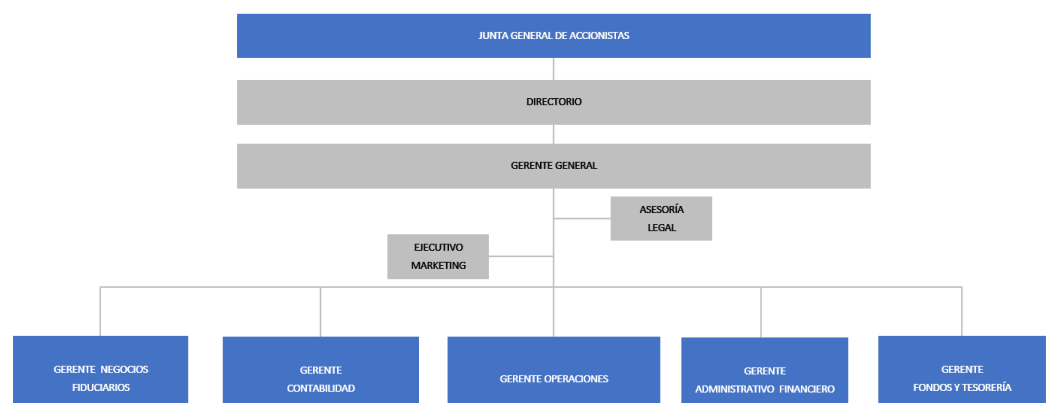 JUNTA GENERAL DE ACCIONISTAS
DIRECTORIO
GERENTE GENERAL
ASESORÍA
LEGAL
EJECUTIVO
MARKETING
GERENTE NEGOCIOS
FIDUCIARIOS
GERENTE
CONTABILIDAD
GERENTE OPERACIONES
GERENTE
ADMINISTRATIVO FINANCIERO
GERENTE
FONDOS Y TESORERÍA